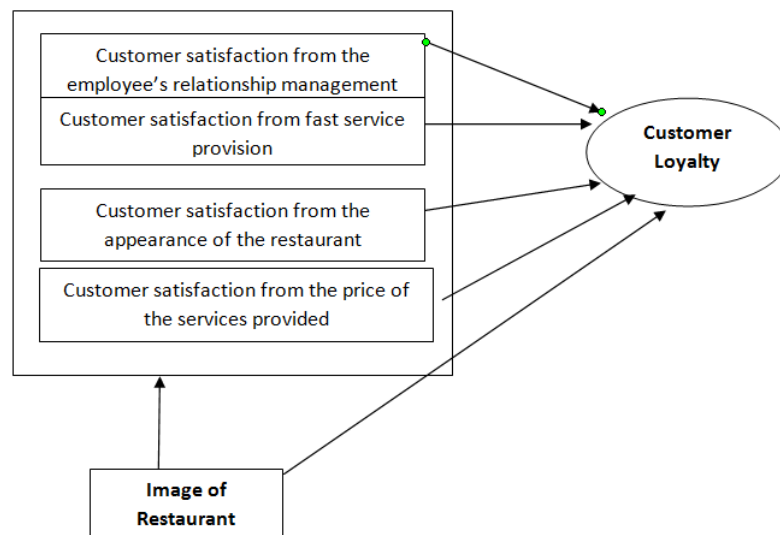 Customer satisfaction from the
employee’s relationship management
Customer satisfaction from fast service
provision
Customer
Loyalty
Customer satisfaction from the
appearance of the restaurant
Customer satisfaction from the price of
the services provided
Image of
Restaurant